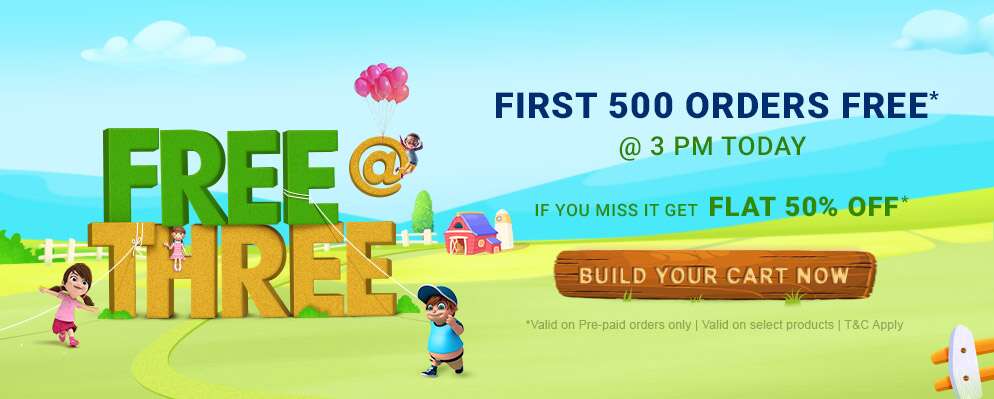 FREE @
THREE
FIRST 500 ORDERS FREE*
@ 3 PM TODAY
IF YOU MISS IT GET FLAT 50% OFF*
BUILD YOUR CART NOW
*Valid on Pre-paid orders only | Valid on select products | T&C Apply